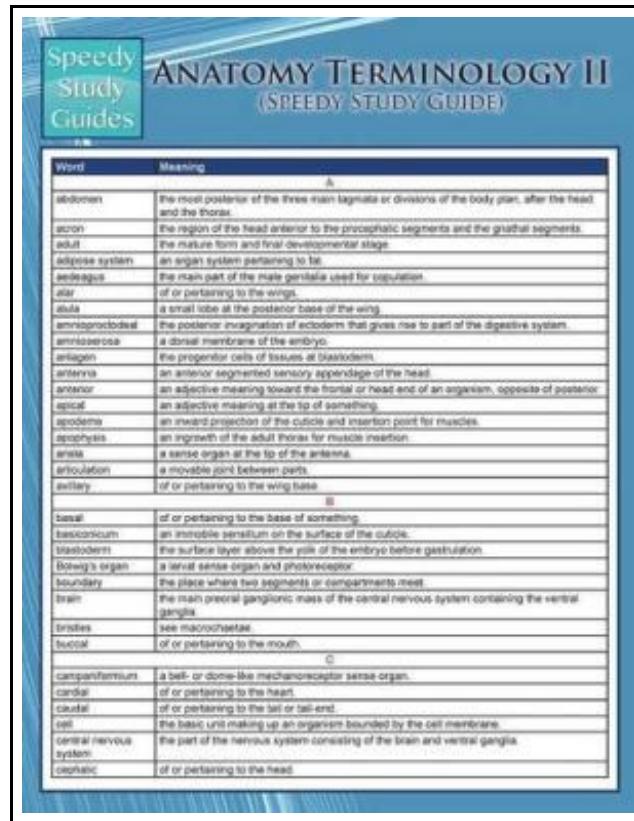 Speedy
Study
Guides
ANATOMY TERMINOLOGY II
(SPEEDY STUDY GUIDE)
Word Meaning
A
abdomen the most posterior of the three main tagmata or divisions of the body plan, after the head
and the thorax.
acron the region of the head anterior to the procephalic segments and the gnathal segments.
adult the mature form and final developmental stage.
adipose system an organ system pertaining to fat.
aedeagus the main part of the male genitalia used for copulation.
alar of or pertaining to the wings.
alula a small lobe at the posterior base of the wing.
amnioproctodeal the posterior invagination of ectoderm that gives rise to part of the digestive system.
amnioserosa a dorsal membrane of the embryo.
anlagen the progenitor cells of tissues at blastoderm.
antenna an anterior segmented sensory appendage of the head.
anterior an adjective meaning toward the frontal or head end of an organism, opposite of posterior
apical an adjective meaning at the tip of something.
apodeme an inward projection of the cuticle and insertion point for muscles.
apophysis an ingrowth of the adult thorax for muscle insertion.
arista a sense organ at the tip of the antenna.
articulation a movable joint between parts.
axillary of or pertaining to the wing base.
B
basal of or pertaining to the base of something.
basiconicum an immobile sensillum on the surface of the cuticle.
blastoderm the surface layer above the yolk of the embryo before gastrulation.
Bolwig's organ a larval sense organ and photoreceptor.
boundary the place where two segments or compartments meet.
brain the main preoral ganglionic mass of the central nervous system containing the ventral
ganglia.
bristles see macrochaetae.
buccal of or pertaining to the mouth.
C
campaniformium a bell- or dome-like mechanoreceptor sense organ.
cardial of or pertaining to the heart.
caudal of or pertaining to the tail or tail-end.
cell the basic unit making up an organism bounded by the cell membrane.
central nervous the part of the nervous system consisting of the brain and ventral ganglia.
system
cephalic of or pertaining to the head.